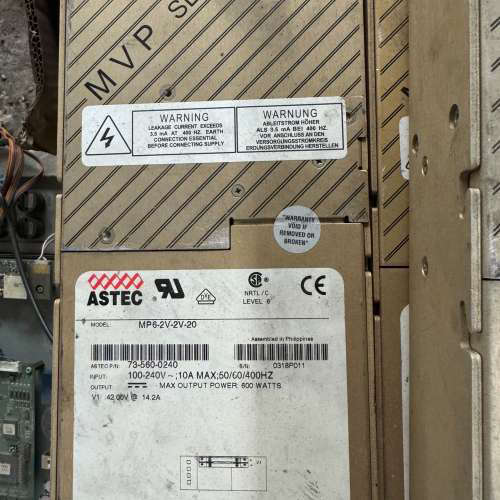 MVP SE
WARNING
LEAKAGE CURRENT EXCEEDS
3.5 mA AT 400 HZ. EARTH
CONNECTION ESSENTIAL
BEFORE CONNECTING SUPPLY
WARNUNG
ABLEITSTROM HÖHER
ALS 3.5 mA BEI 400 HZ.
VOR ANSCHLUSS AN DEN
VERSORGUNGSSTROMKREIS
ERDUNGSVERBINDUNG HERSTELLEN
"WARRANTY
VOID IF
REMOVED OR
BROKEN"
ASTEC
NRTL/C
LEVEL 6
CE
MODEL MP6-2V-2V-20
Assembled in Philippines
ASTEC P/N: 73-560-0240
S/N: 0318P011
INPUT: 100-240V ~;10A MAX;50/60/400HZ
OUTPUT MAX OUTPUT POWER: 600 WATTS
V1 :42.00V @ 14.2A
V1